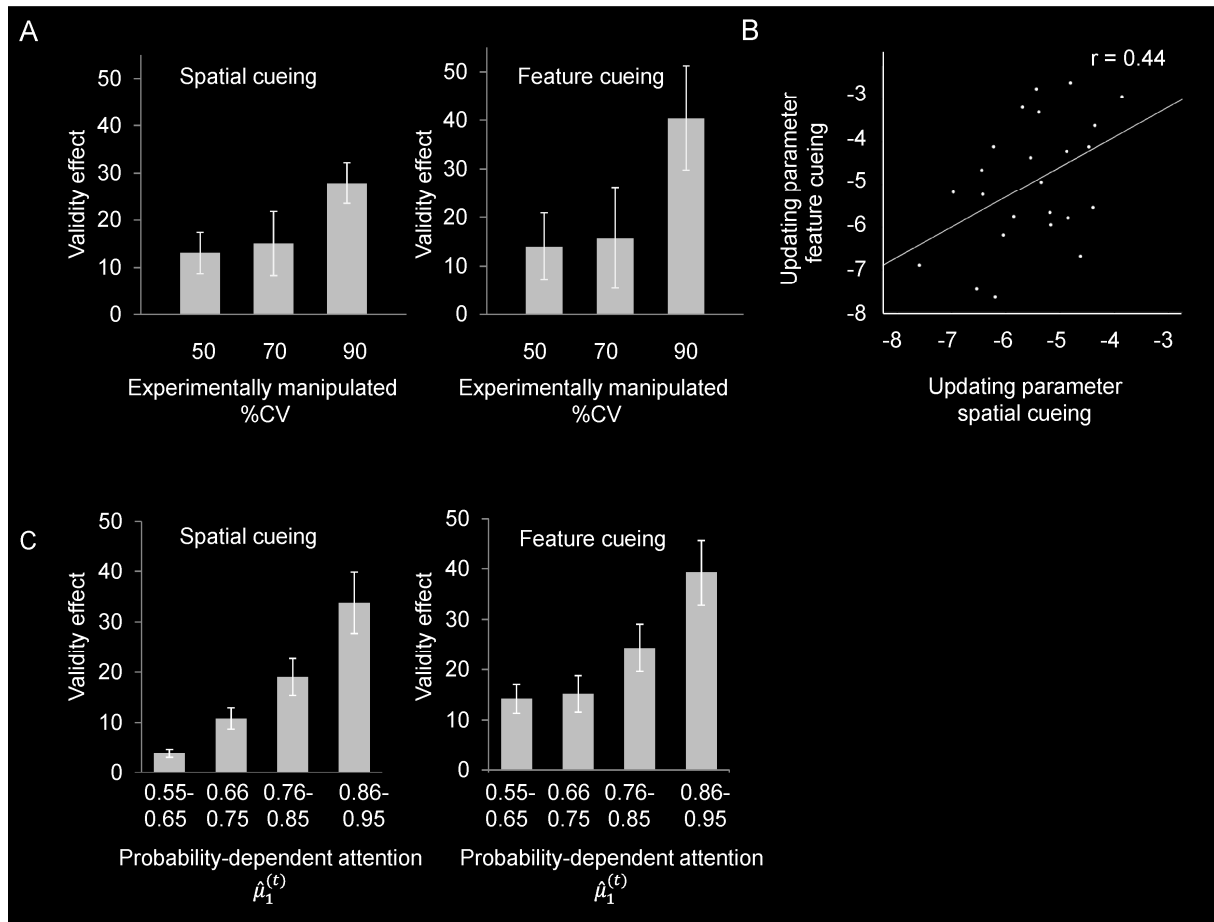 A
Spatial cueing
Validity effect
50
40
30
20
10
0
50 70 90
Experimentally manipulated
%CV
Feature cueing
Validity effect
50
40
30
20
10
0
50 70 90
Experimentally manipulated
%CV
B
r = 0.44
Updating parameter
feature cueing
-3
-4
-5
-6
-7
-8
-8 -7 -6 -5 -4 -3
Updating parameter
spatial cueing
C
Spatial cueing
Validity effect
50
40
30
20
10
0
0.55- 0.66 0.76- 0.86-
0.65 0.75 0.85 0.95
Probability-dependent attention
μ̂₁⁽ᵗ⁾
Feature cueing
Validity effect
50
40
30
20
10
0
0.55- 0.66 0.76- 0.86-
0.65 0.75 0.85 0.95
Probability-dependent attention
μ̂₁⁽ᵗ⁾